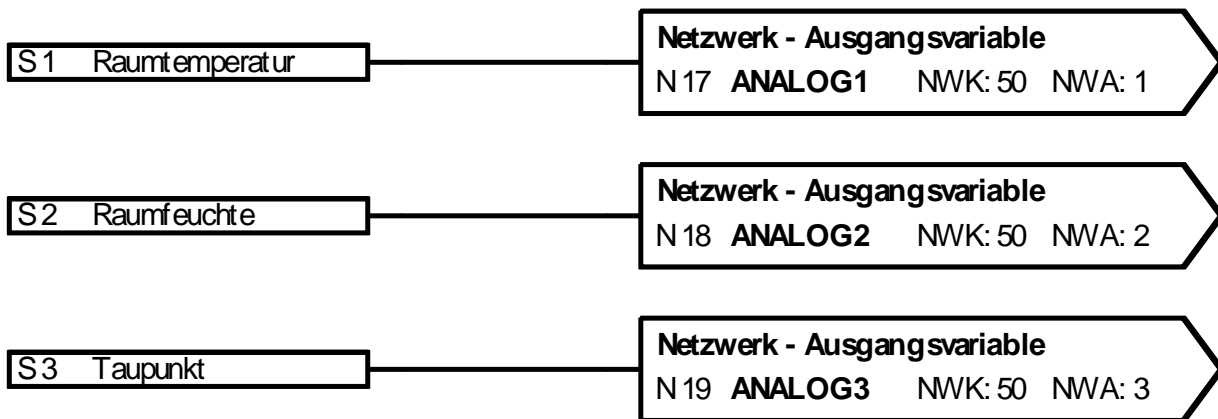 S1 Raumtemperatur
Netzwerk - Ausgangsvariable
N17 ANALOG1 NWK: 50 NWA: 1
S2 Raumfeuchte
Netzwerk - Ausgangsvariable
N18 ANALOG2 NWK: 50 NWA: 2
S3 Taupunkt
Netzwerk - Ausgangsvariable
N19 ANALOG3 NWK: 50 NWA: 3